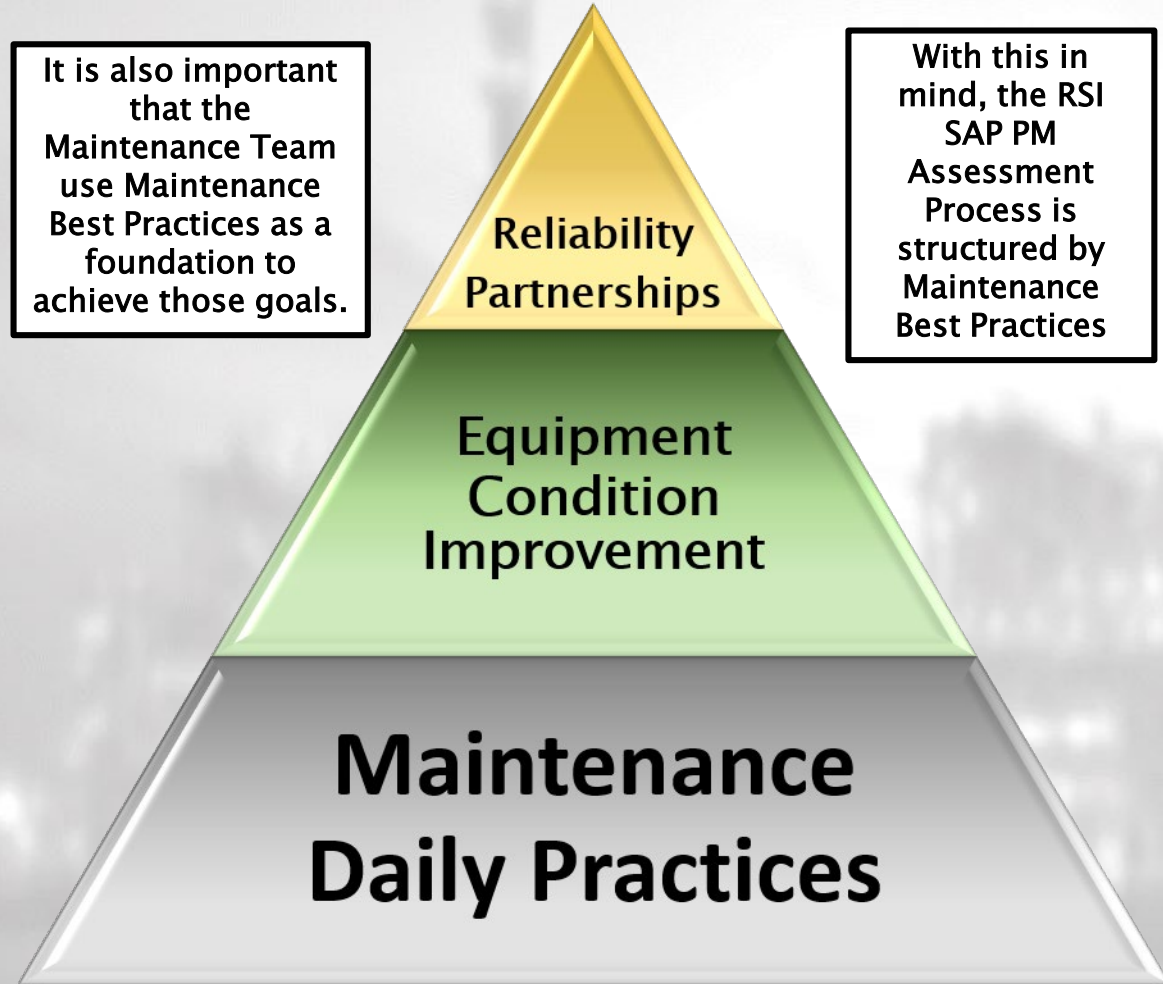 It is also important
that the
Maintenance Team
use Maintenance
Best Practices as a
foundation to
achieve those goals.
With this in
mind, the RSI
SAP PM
Assessment
Process is
structured by
Maintenance
Best Practices
Reliability
Partnerships
Equipment
Condition
Improvement
Maintenance
Daily Practices